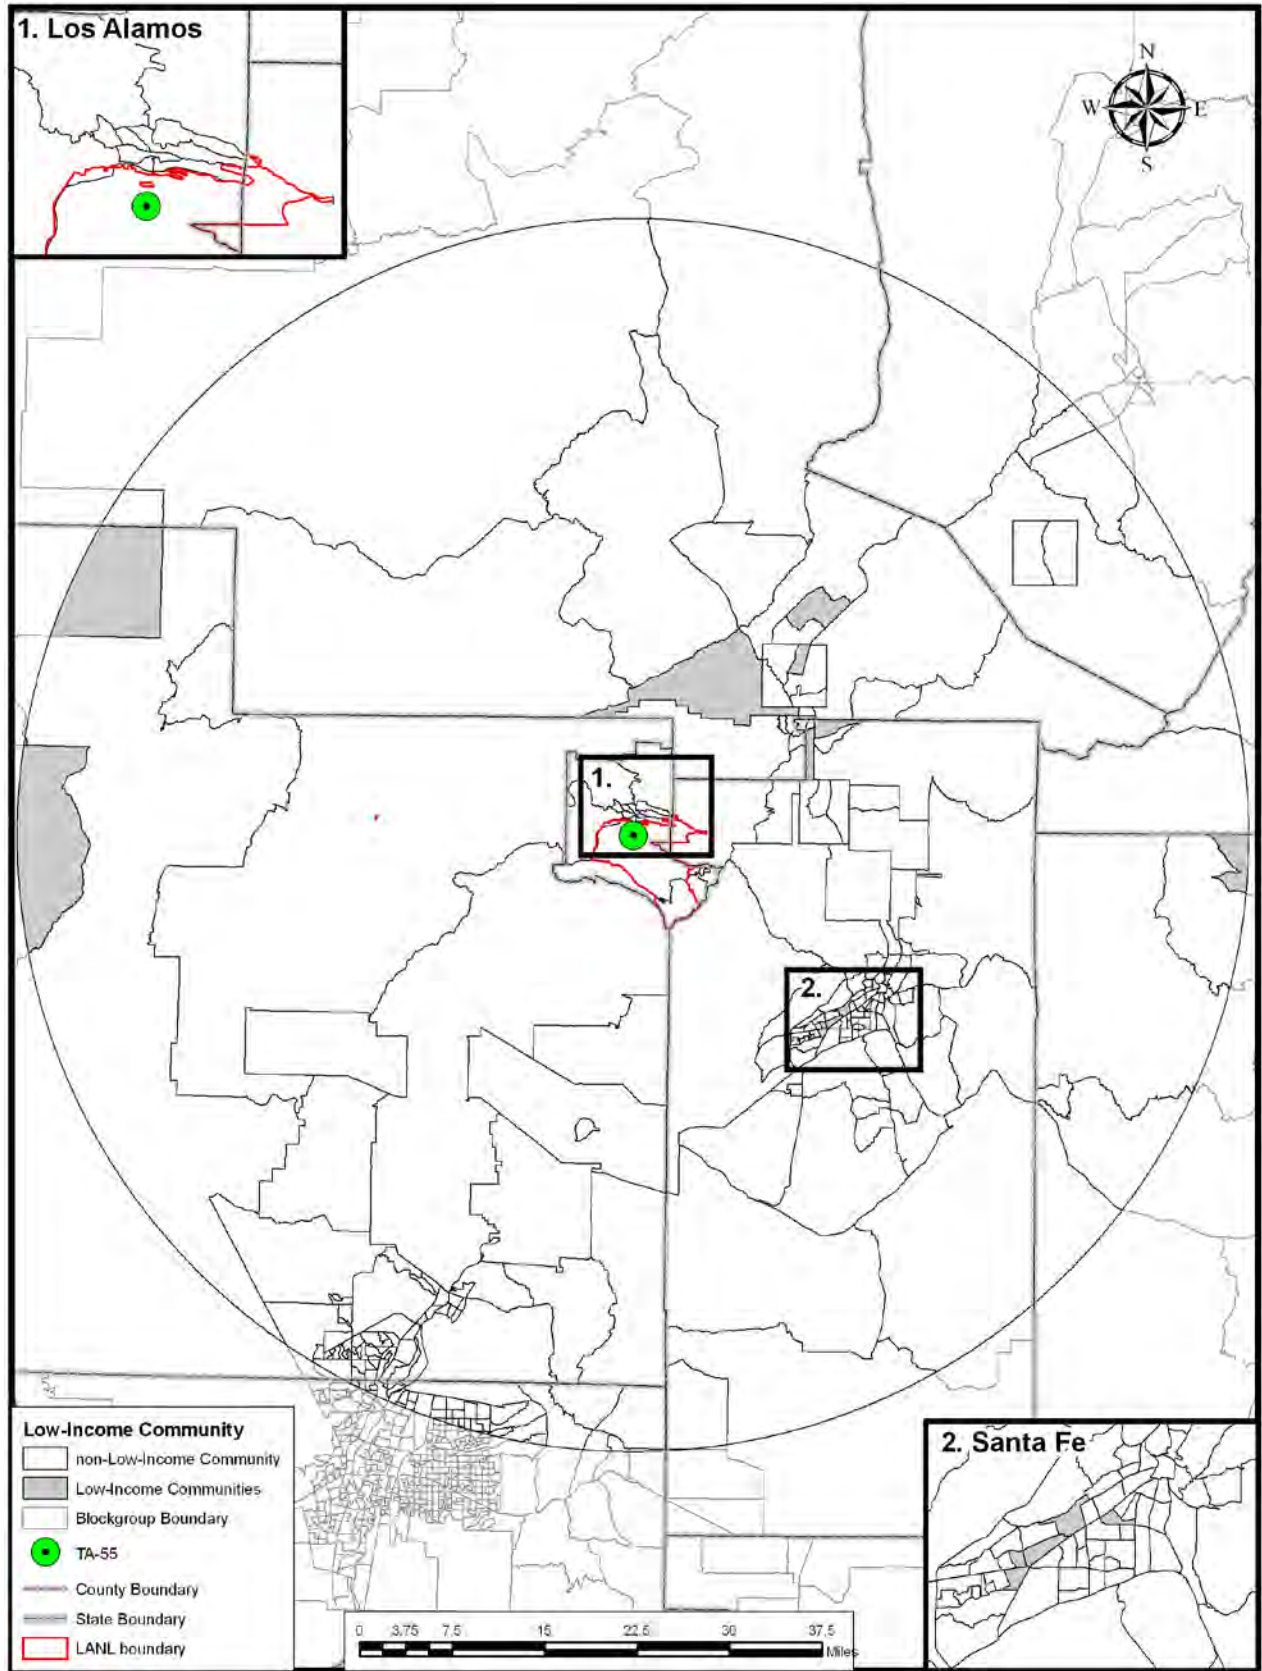 1. Los Alamos
N
W
E
S
1.
2.
Low-Income Community
non-Low-Income Community
Low-Income Communities
Blockgroup Boundary
TA-55
County Boundary
State Boundary
LANL boundary
0 3.75 7.5 15 22.5 30 37.5
Miles
2. Santa Fe